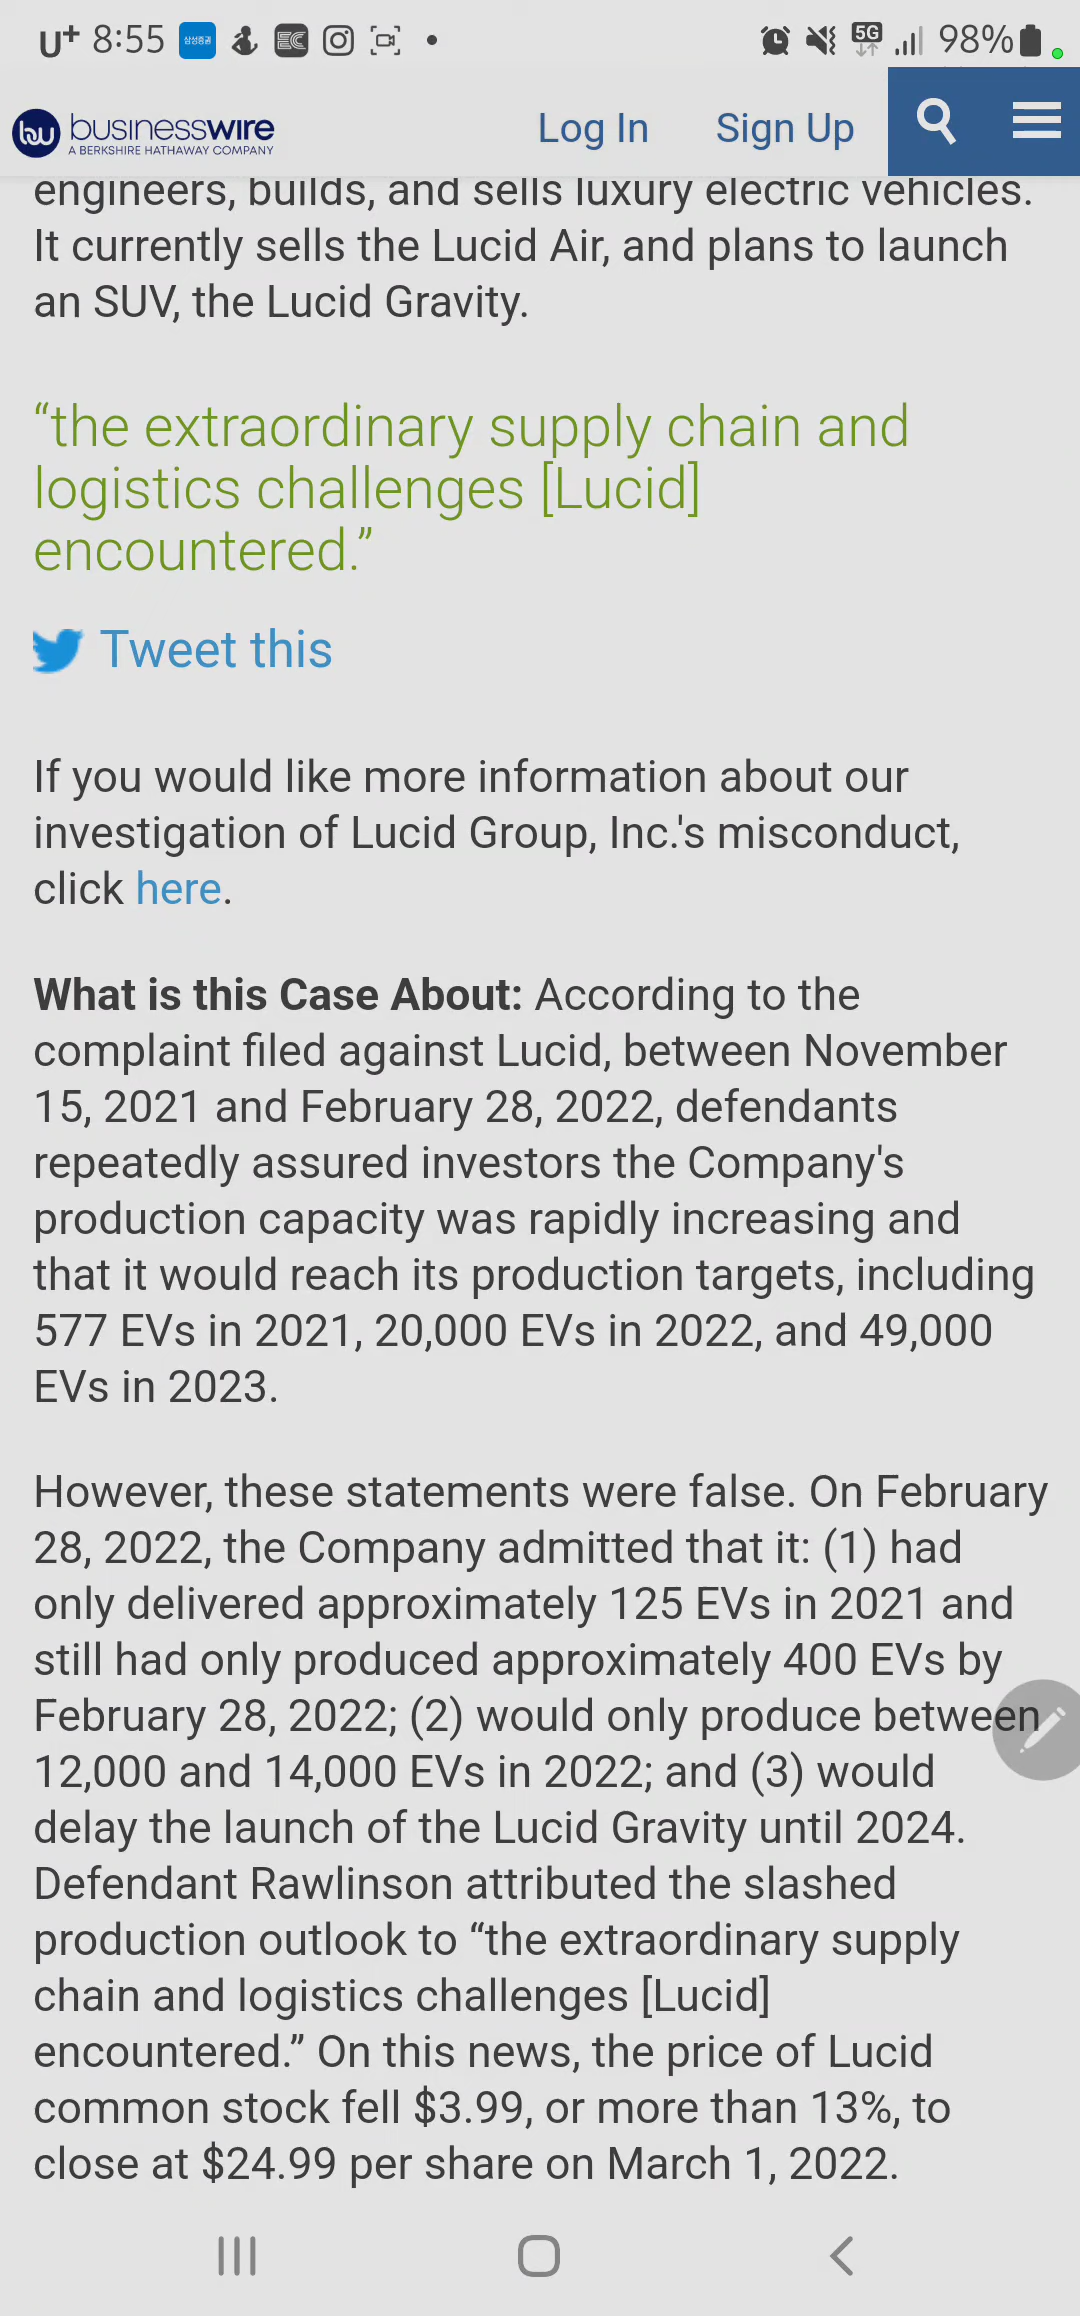 U+ 8:55 삼성증권 EC 5G 98%
bw businesswire
A BERKSHIRE HATHAWAY COMPANY
Log In Sign Up
engineers, builds, and sells luxury electric vehicles.
It currently sells the Lucid Air, and plans to launch
an SUV, the Lucid Gravity.
“the extraordinary supply chain and
logistics challenges [Lucid]
encountered.”
Tweet this
If you would like more information about our
investigation of Lucid Group, Inc.'s misconduct,
click here.
What is this Case About: According to the
complaint filed against Lucid, between November
15, 2021 and February 28, 2022, defendants
repeatedly assured investors the Company's
production capacity was rapidly increasing and
that it would reach its production targets, including
577 EVs in 2021, 20,000 EVs in 2022, and 49,000
EVs in 2023.
However, these statements were false. On February
28, 2022, the Company admitted that it: (1) had
only delivered approximately 125 EVs in 2021 and
still had only produced approximately 400 EVs by
February 28, 2022; (2) would only produce between
12,000 and 14,000 EVs in 2022; and (3) would
delay the launch of the Lucid Gravity until 2024.
Defendant Rawlinson attributed the slashed
production outlook to “the extraordinary supply
chain and logistics challenges [Lucid]
encountered.” On this news, the price of Lucid
common stock fell $3.99, or more than 13%, to
close at $24.99 per share on March 1, 2022.